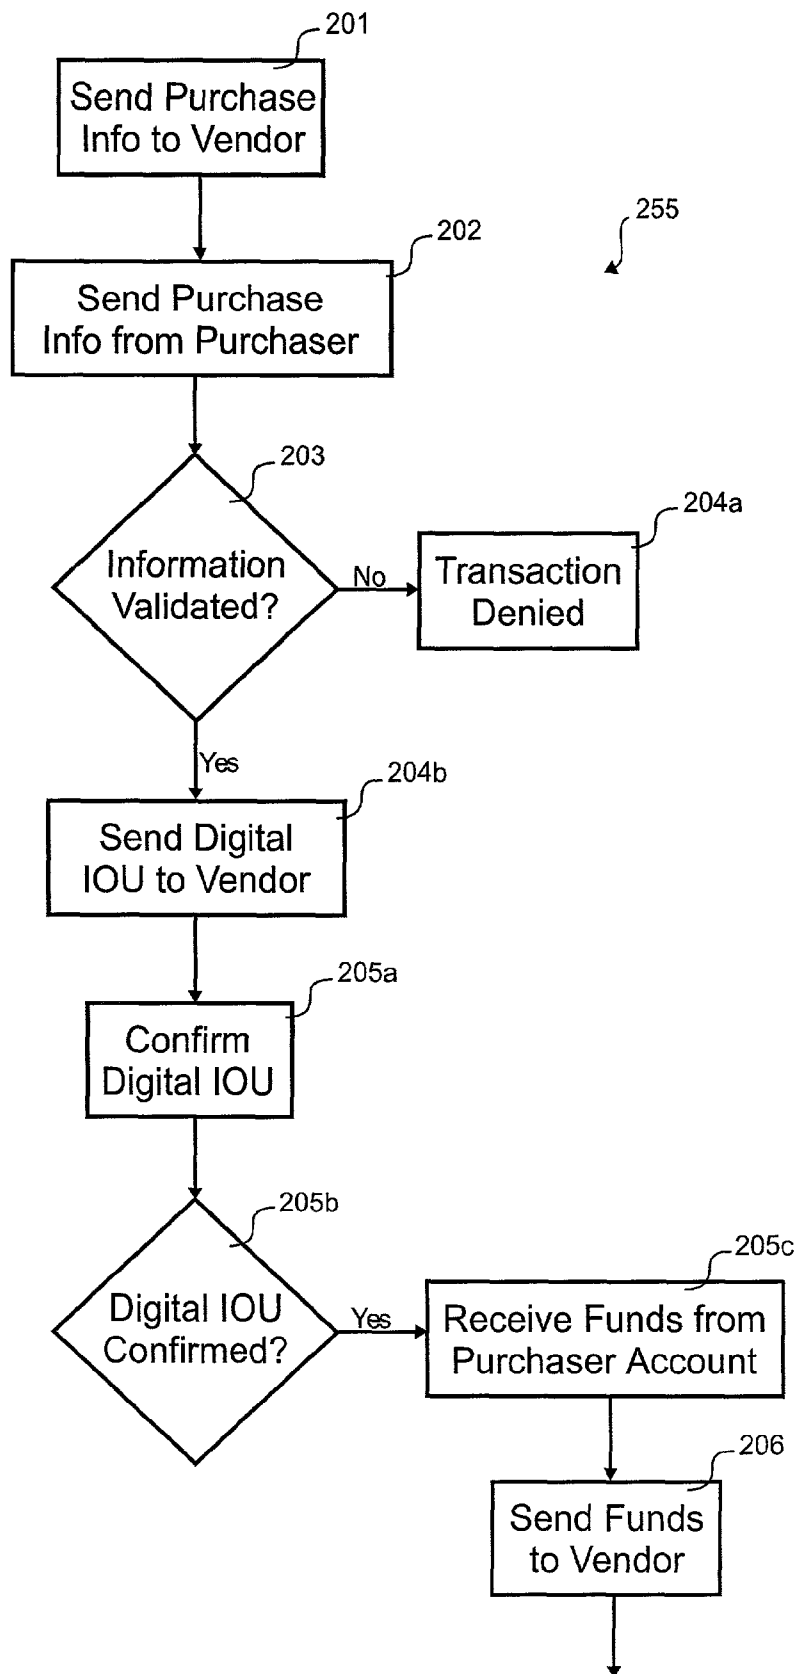 201
Send Purchase
Info to Vendor
255
202
Send Purchase
Info from Purchaser
203
Information
Validated?
No
204a
Transaction
Denied
Yes
204b
Send Digital
IOU to Vendor
205a
Confirm
Digital IOU
205b
Digital IOU
Confirmed?
Yes
205c
Receive Funds from
Purchaser Account
206
Send Funds
to Vendor